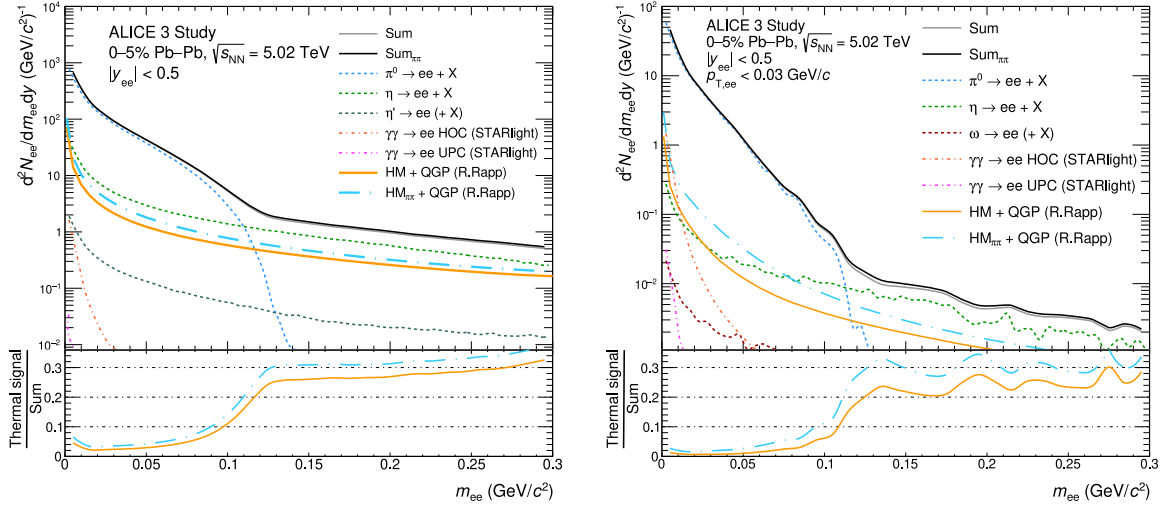 ALICE 3 Study
0–5% Pb–Pb, √sNN = 5.02 TeV
|yee| < 0.5
Sum
Sumππ
π⁰ → ee + X
η → ee + X
η' → ee (+ X)
γγ → ee HOC (STARlight)
γγ → ee UPC (STARlight)
HM + QGP (R.Rapp)
HMππ + QGP (R.Rapp)
d²Nee/dmeedy (GeV/c²)⁻¹
10⁴
10³
10²
10
1
10⁻¹
10⁻²
Thermal signal
Sum
0.3
0.2
0.1
0
0.05
0.1
0.15
0.2
0.25
0.3
mee (GeV/c²)
ALICE 3 Study
0–5% Pb–Pb, √sNN = 5.02 TeV
|yee| < 0.5
pT,ee < 0.03 GeV/c
Sum
Sumππ
π⁰ → ee + X
η → ee + X
ω → ee (+ X)
γγ → ee HOC (STARlight)
γγ → ee UPC (STARlight)
HM + QGP (R.Rapp)
HMππ + QGP (R.Rapp)
d²Nee/dmeedy (GeV/c²)⁻¹
10²
10
1
10⁻¹
10⁻²
Thermal signal
Sum
0.3
0.2
0.1
0
0.05
0.1
0.15
0.2
0.25
0.3
mee (GeV/c²)